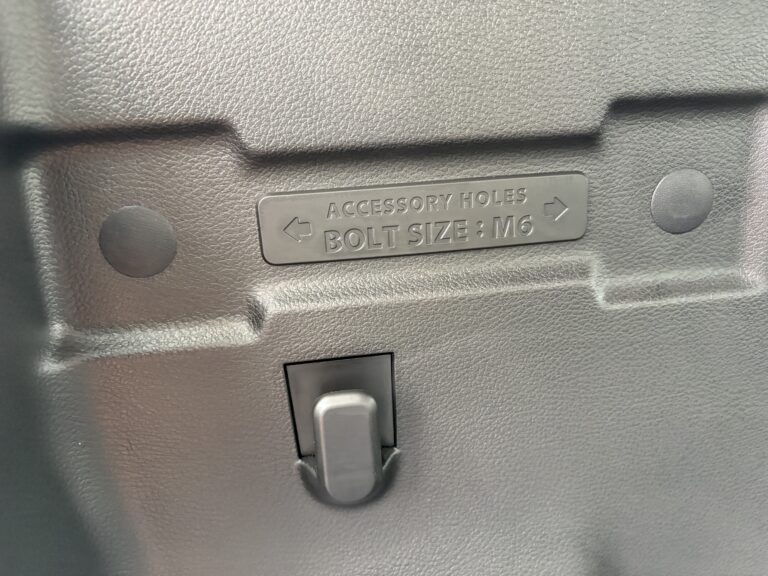 ACCESSORY HOLES
BOLT SIZE : M6